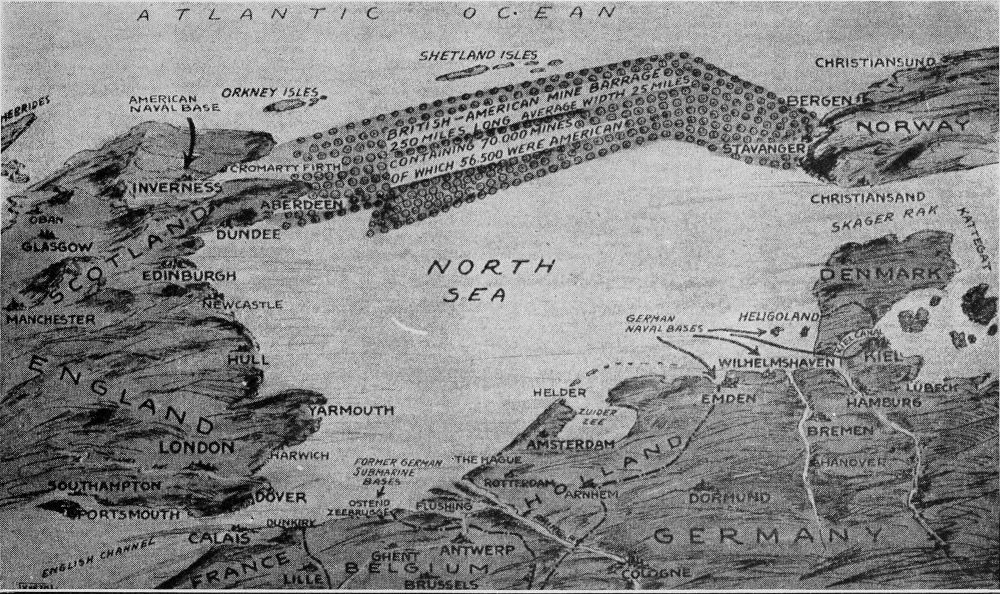 ATLANTIC OCEAN
SHETLAND ISLES
CHRISTIANSUND
HEBRIDES
AMERICAN
NAVAL BASE
ORKNEY ISLES
BERGEN
BRITISH-AMERICAN MINE BARRAGE
250 MILES LONG AVERAGE WIDTH 25 MILES
CONTAINING 70.000 MINES
OF WHICH 56.500 WERE AMERICAN
NORWAY
STAVANGER
CROMARTY FIRTH
INVERNESS
ABERDEEN
CHRISTIANSAND
SKAGER RAK
KATTEGAT
OBAN
GLASGOW
SCOTLAND
DUNDEE
EDINBURGH
NORTH
SEA
DENMARK
NEWCASTLE
MANCHESTER
GERMAN
NAVAL BASES
HELIGOLAND
KIEL CANAL
KIEL
HULL
WILHELMSHAVEN
LUBECK
ENGLAND
HELDER
EMDEN
HAMBURG
YARMOUTH
ZUIDER
ZEE
BREMEN
LONDON
HARWICH
AMSTERDAM
HOLLAND
FORMER GERMAN
SUBMARINE
BASES
THE HAGUE
HANOVER
SOUTHAMPTON
DOVER
ROTTERDAM
ARNHEM
DORMUND
OSTEND
ZEEBRUGGE
FLUSHING
PORTSMOUTH
DUNKIRK
CALAIS
GERMANY
ENGLISH CHANNEL
GHENT
ANTWERP
FRANCE
LILLE
BELGIUM
BRUSSELS
COLOGNE